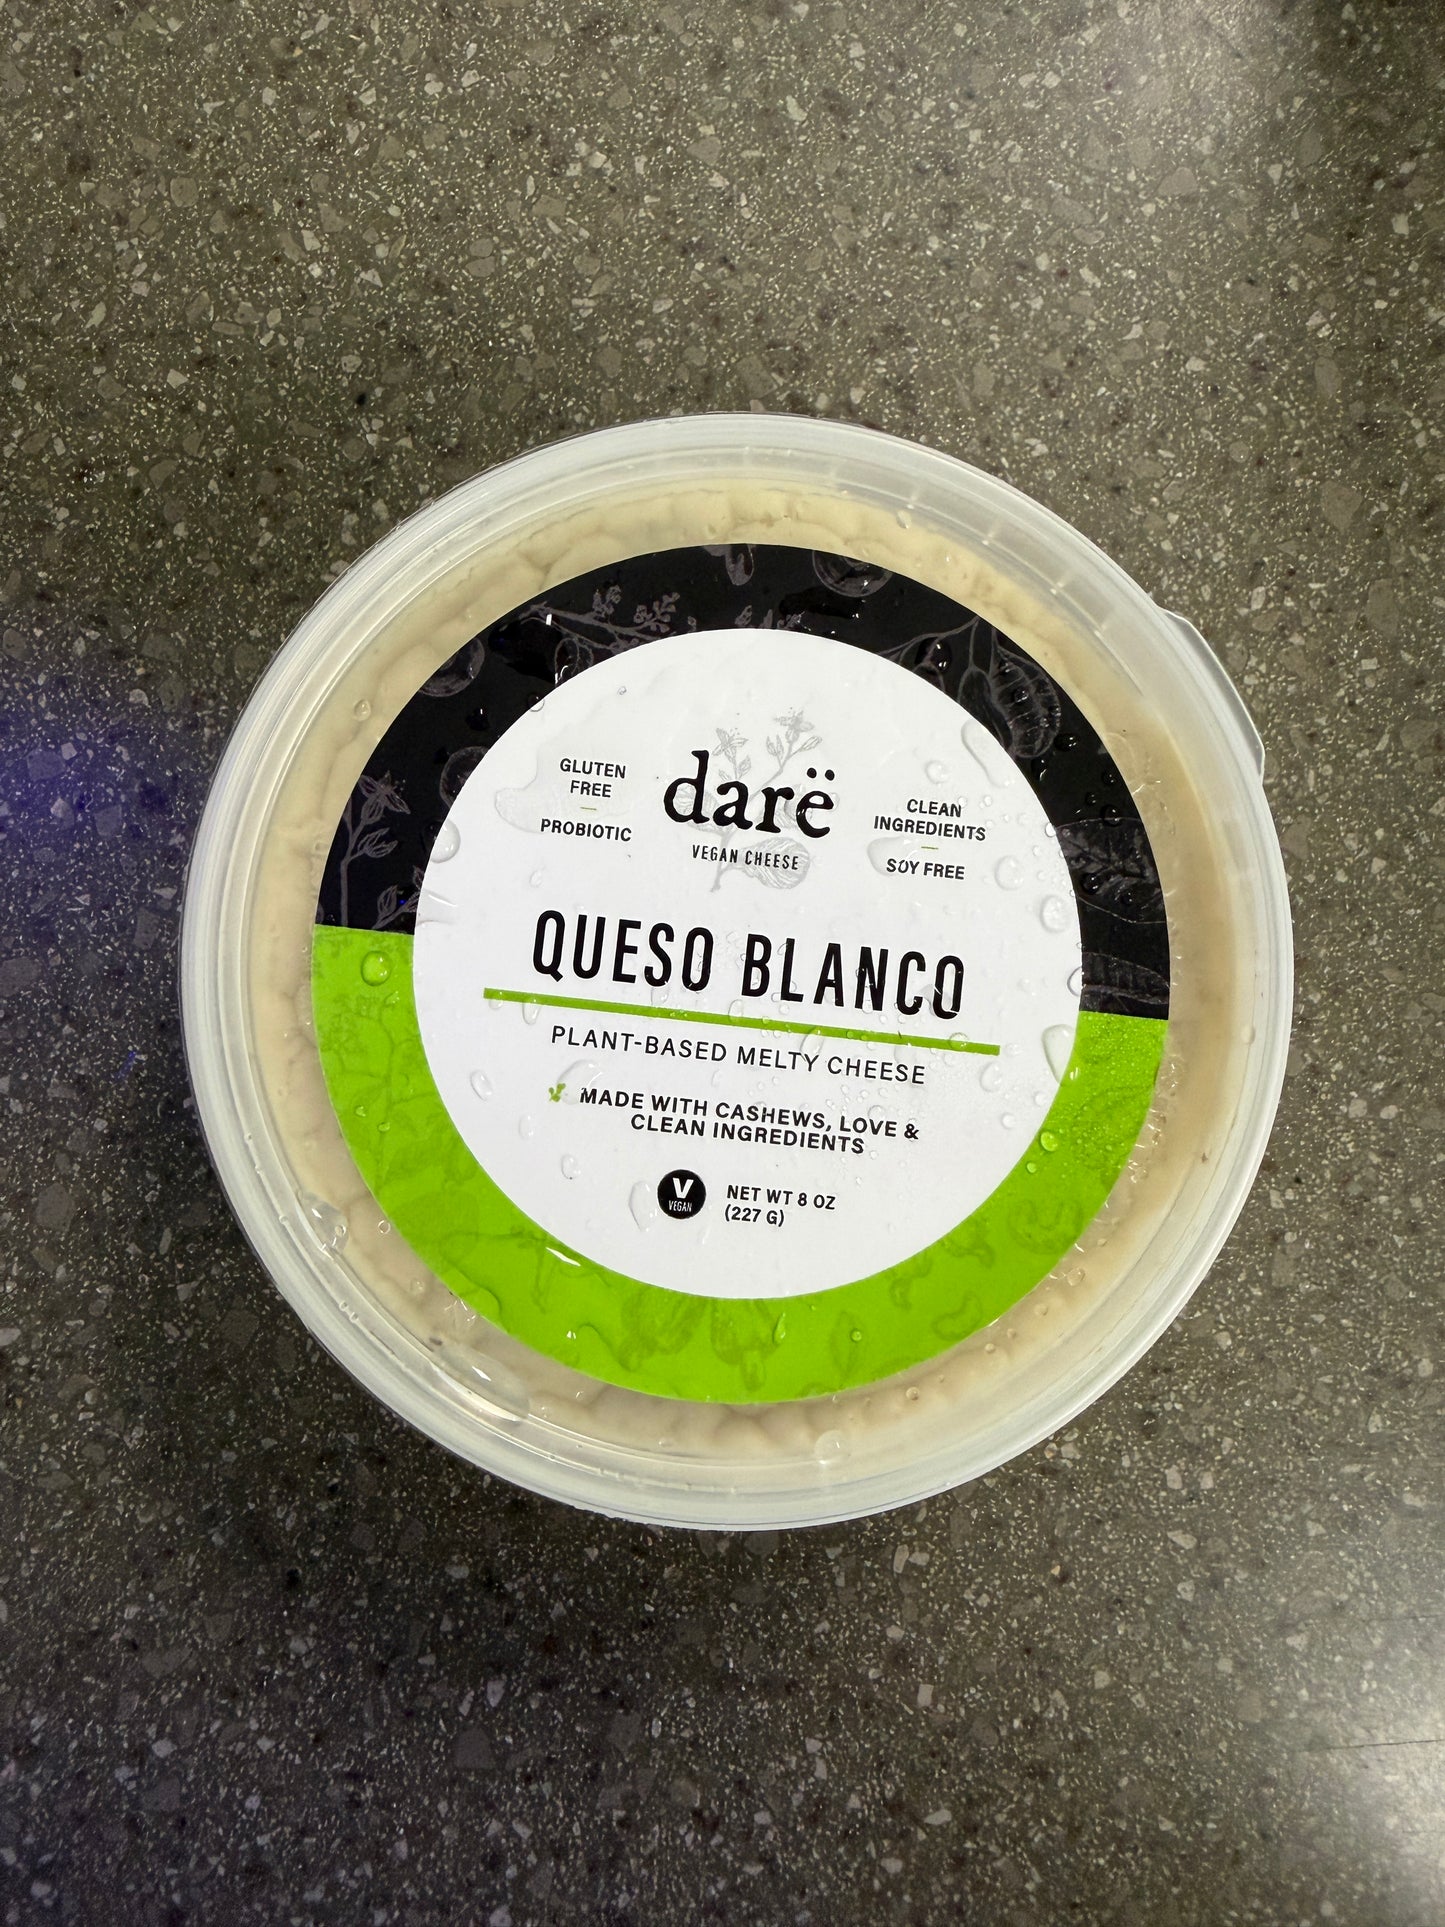 GLUTEN
FREE
PROBIOTIC
darë
VEGAN CHEESE
CLEAN
INGREDIENTS
SOY FREE
QUESO BLANCO
PLANT-BASED MELTY CHEESE
MADE WITH CASHEWS, LOVE &
CLEAN INGREDIENTS
V
VEGAN
NET WT 8 OZ
(227 G)